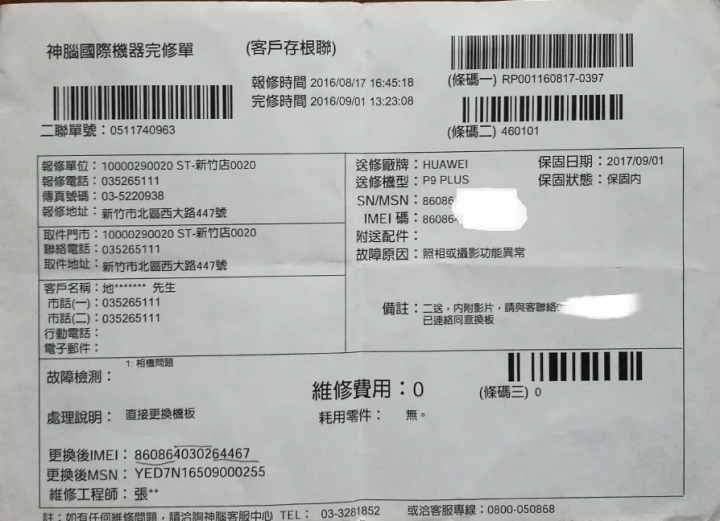 神腦國際機器完修單
(客戶存根聯)
報修時間 2016/08/17 16:45:18
完修時間 2016/09/01 13:23:08
(條碼一) RP001160817-0397
二聯單號：0511740963
(條碼二) 460101
報修單位：10000290020 ST-新竹店0020
報修電話：035265111
傳真號碼：03-5220938
報修地址：新竹市北區西大路447號
取件門市：10000290020 ST-新竹店0020
聯絡電話：035265111
取件地址：新竹市北區西大路447號
客戶名稱：地******* 先生
市話(一)：035265111
市話(二)：035265111
行動電話：
電子郵件：
送修廠牌：HUAWEI
保固日期：2017/09/01
送修機型：P9 PLUS
保固狀態：保固內
SN/MSN：86086
IMEI 碼：86086
附送配件：
故障原因：照相或攝影功能異常
備註：二送，內附影片，請與客聯絡
已連絡同意換板
故障檢測：
1: 相機問題
維修費用：0
(條碼三) 0
處理說明：直接更換機板
耗用零件： 無。
更換後IMEI：860864030264467
更換後MSN：YED7N16509000255
維修工程師：張**
註：如有任何維修問題，請洽詢神腦客服中心 TEL： 03-3281852 或洽客服專線：0800-050868